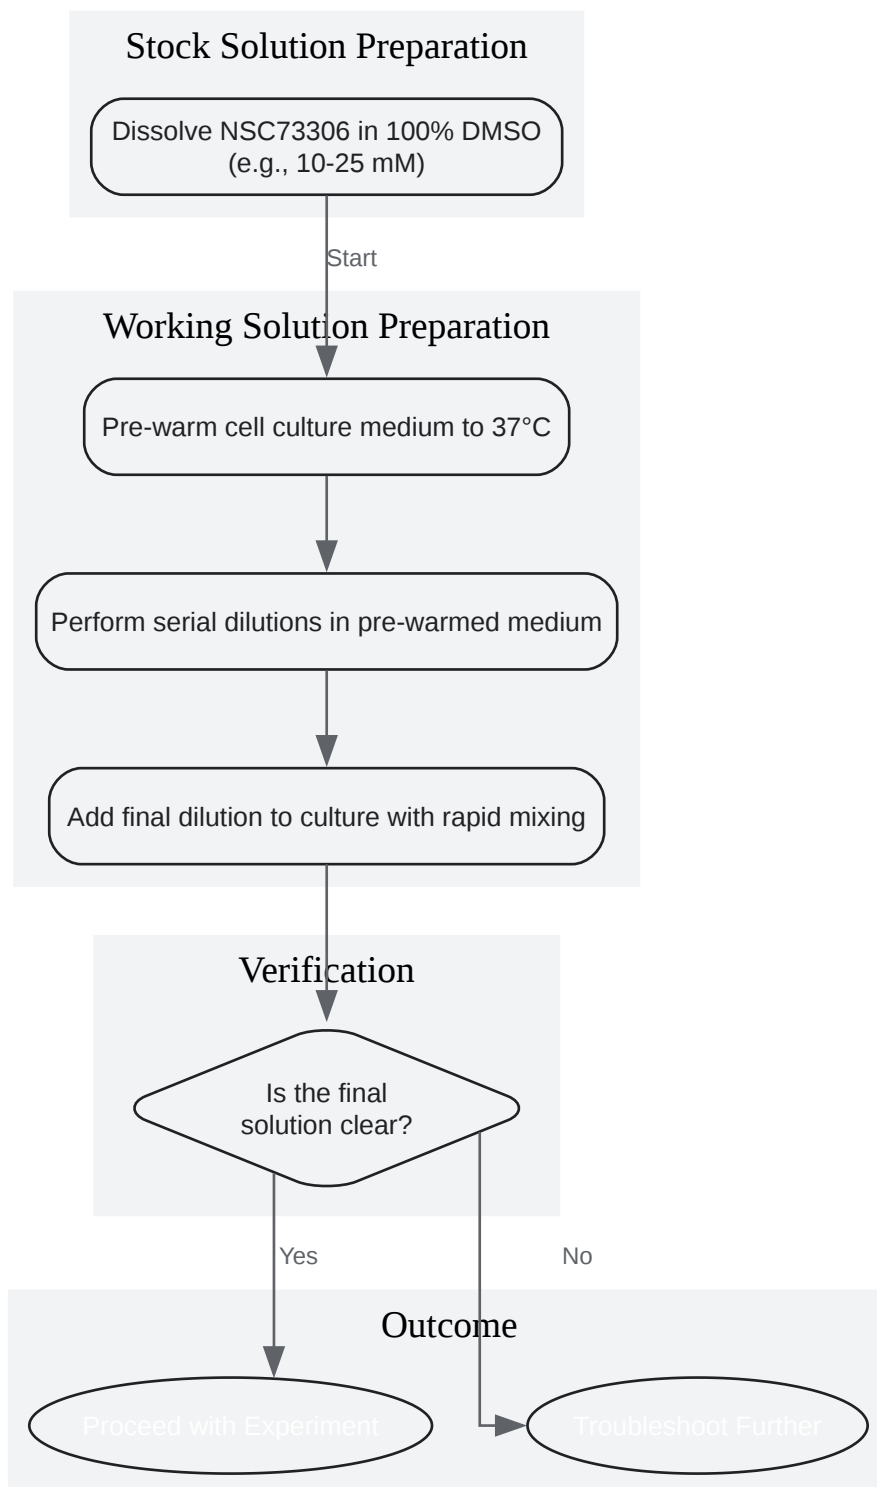 Stock Solution Preparation
Dissolve NSC73306 in 100% DMSO
(e.g., 10-25 mM)
Start
Working Solution Preparation
Pre-warm cell culture medium to 37°C
Perform serial dilutions in pre-warmed medium
Add final dilution to culture with rapid mixing
Verification
Is the final
solution clear?
Yes
No
Outcome
Proceed with Experiment
Troubleshoot Further